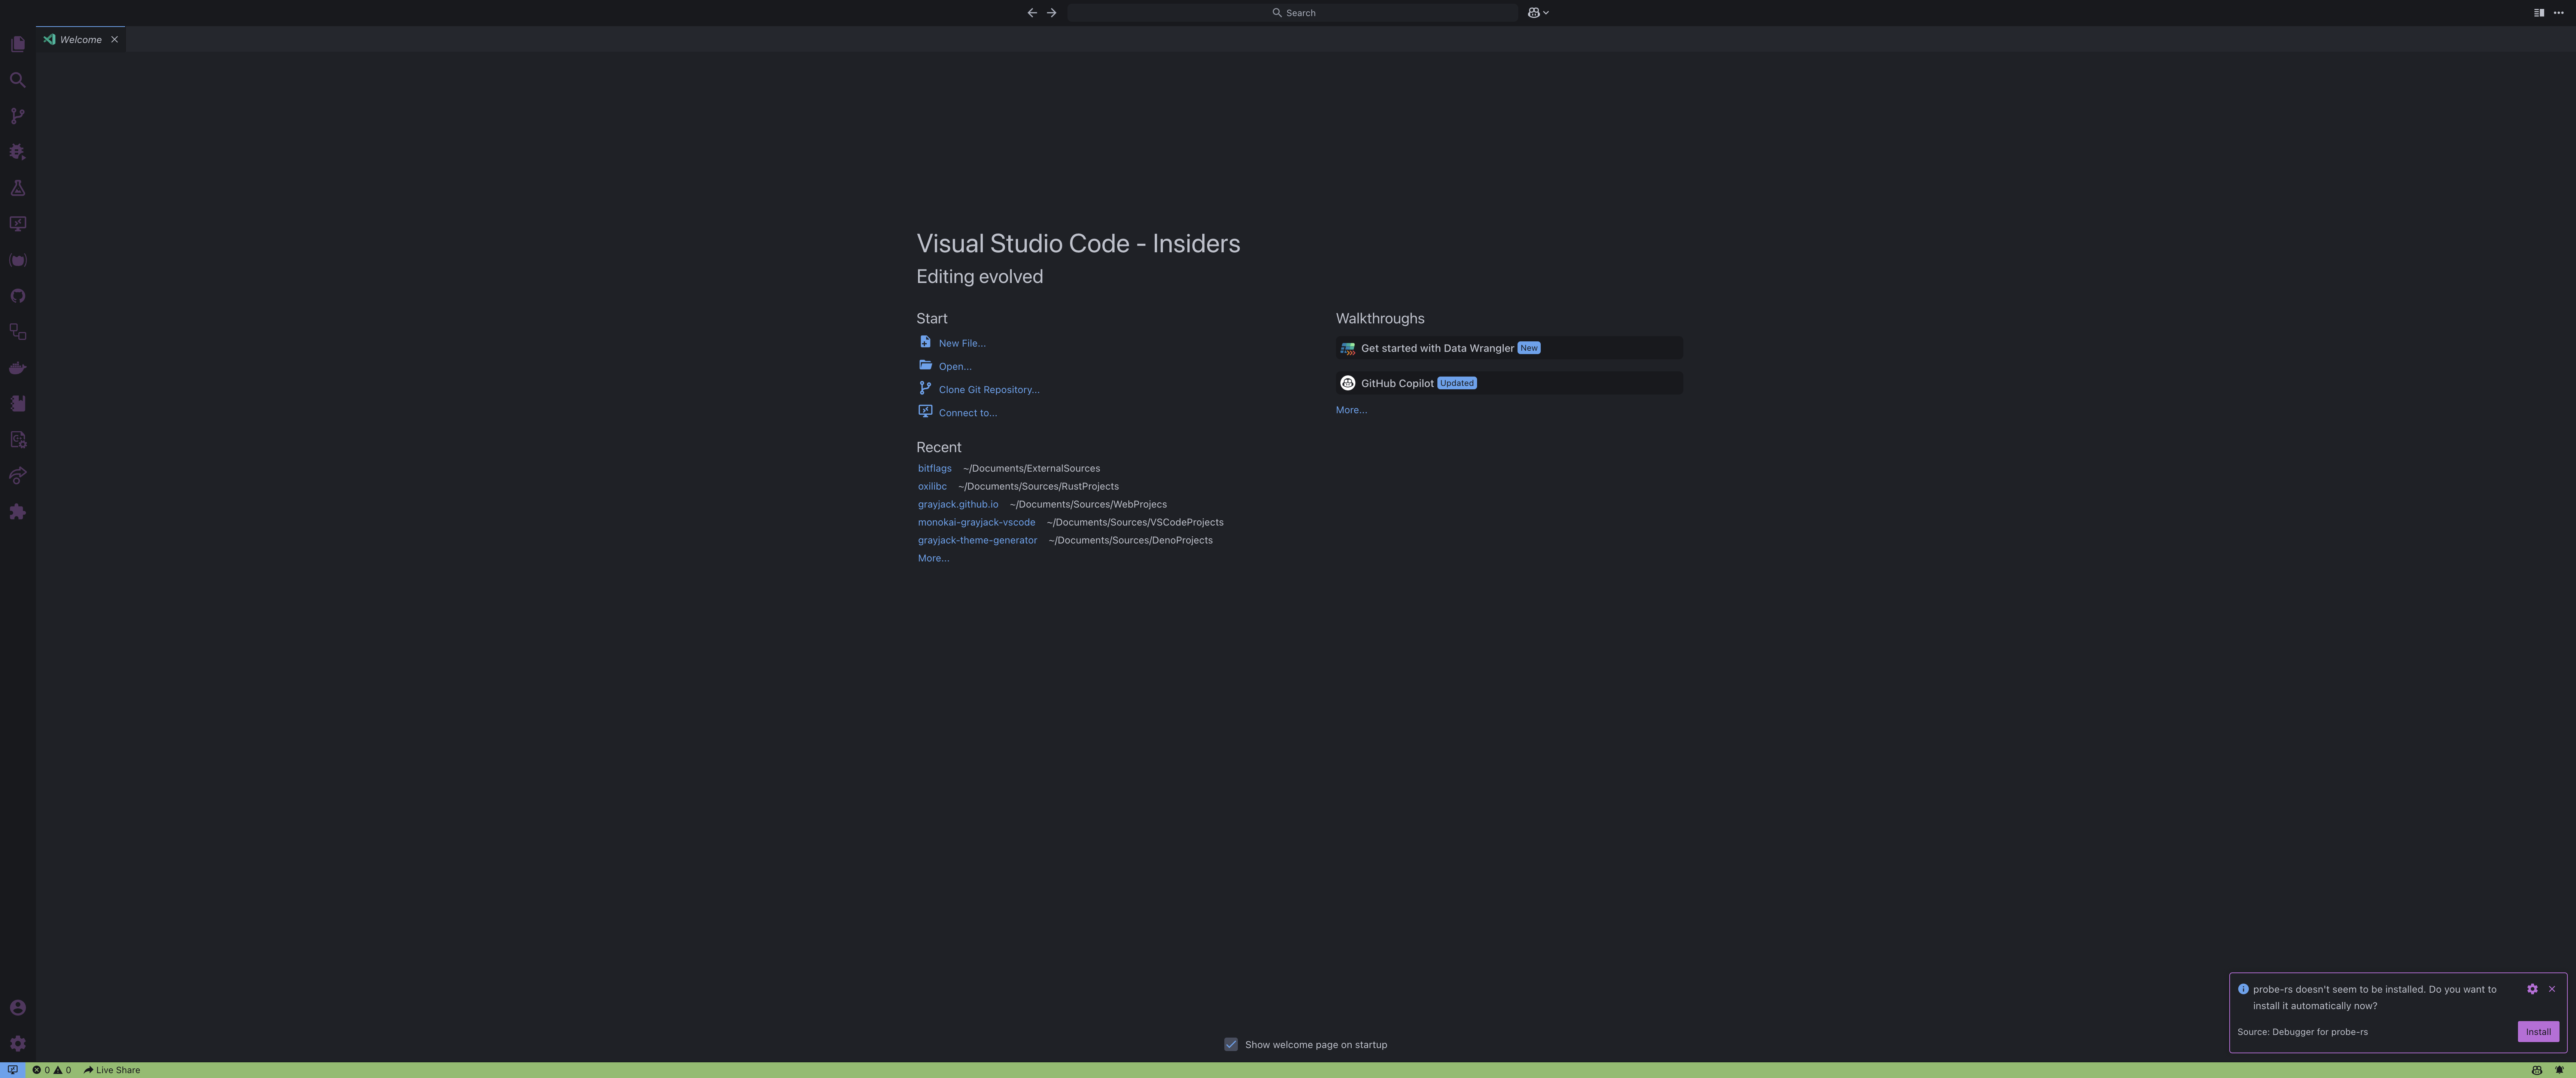 Search
Welcome
Visual Studio Code - Insiders
Editing evolved
Start
New File...
Open...
Clone Git Repository...
Connect to...
Recent
bitflags ~/Documents/ExternalSources
oxilibc ~/Documents/Sources/RustProjects
grayjack.github.io ~/Documents/Sources/WebProjecs
monokai-grayjack-vscode ~/Documents/Sources/VSCodeProjects
grayjack-theme-generator ~/Documents/Sources/DenoProjects
More...
Walkthroughs
Get started with Data Wrangler New
GitHub Copilot Updated
More...
Show welcome page on startup
probe-rs doesn't seem to be installed. Do you want to
install it automatically now?
Source: Debugger for probe-rs
Install
0 0 Live Share